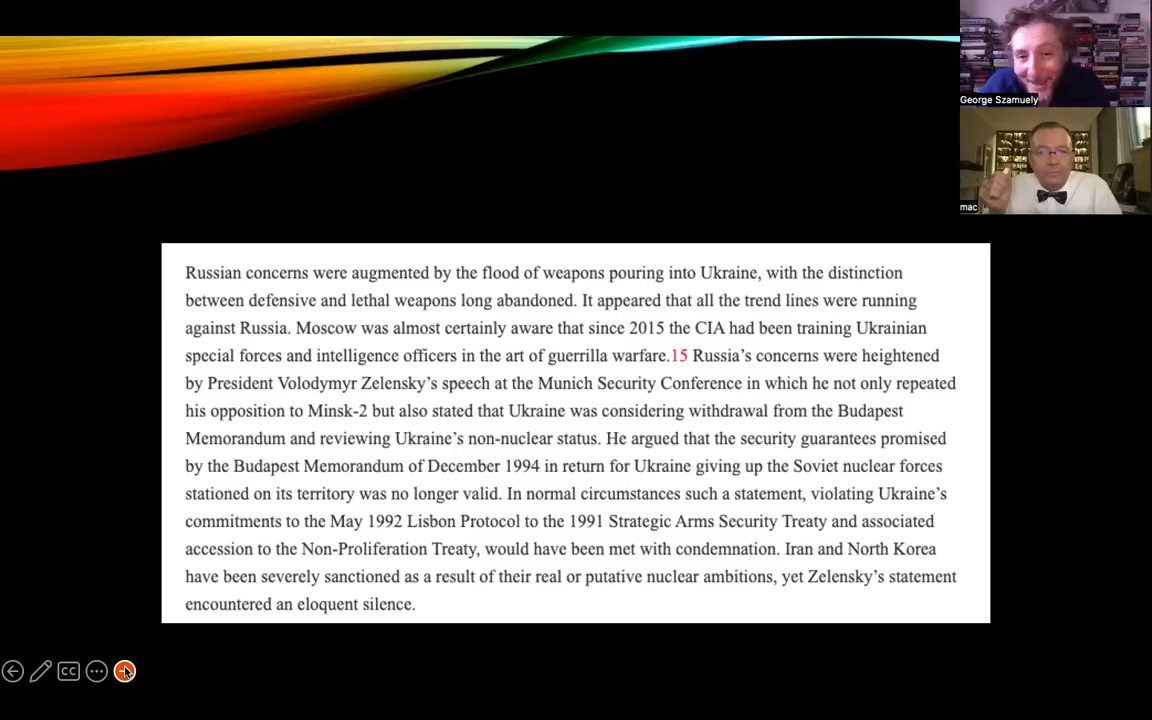 George Szamuely
mac
Russian concerns were augmented by the flood of weapons pouring into Ukraine, with the distinction
between defensive and lethal weapons long abandoned. It appeared that all the trend lines were running
against Russia. Moscow was almost certainly aware that since 2015 the CIA had been training Ukrainian
special forces and intelligence officers in the art of guerrilla warfare.15 Russia’s concerns were heightened
by President Volodymyr Zelensky’s speech at the Munich Security Conference in which he not only repeated
his opposition to Minsk-2 but also stated that Ukraine was considering withdrawal from the Budapest
Memorandum and reviewing Ukraine’s non-nuclear status. He argued that the security guarantees promised
by the Budapest Memorandum of December 1994 in return for Ukraine giving up the Soviet nuclear forces
stationed on its territory was no longer valid. In normal circumstances such a statement, violating Ukraine’s
commitments to the May 1992 Lisbon Protocol to the 1991 Strategic Arms Security Treaty and associated
accession to the Non-Proliferation Treaty, would have been met with condemnation. Iran and North Korea
have been severely sanctioned as a result of their real or putative nuclear ambitions, yet Zelensky’s statement
encountered an eloquent silence.
CC